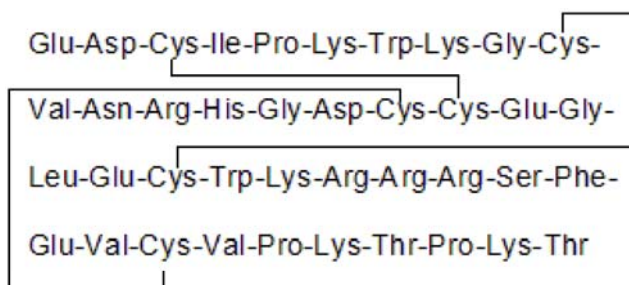 Glu-Asp-Cys-Ile-Pro-Lys-Trp-Lys-Gly-Cys-
Val-Asn-Arg-His-Gly-Asp-Cys-Cys-Glu-Gly-
Leu-Glu-Cys-Trp-Lys-Arg-Arg-Arg-Ser-Phe-
Glu-Val-Cys-Val-Pro-Lys-Thr-Pro-Lys-Thr